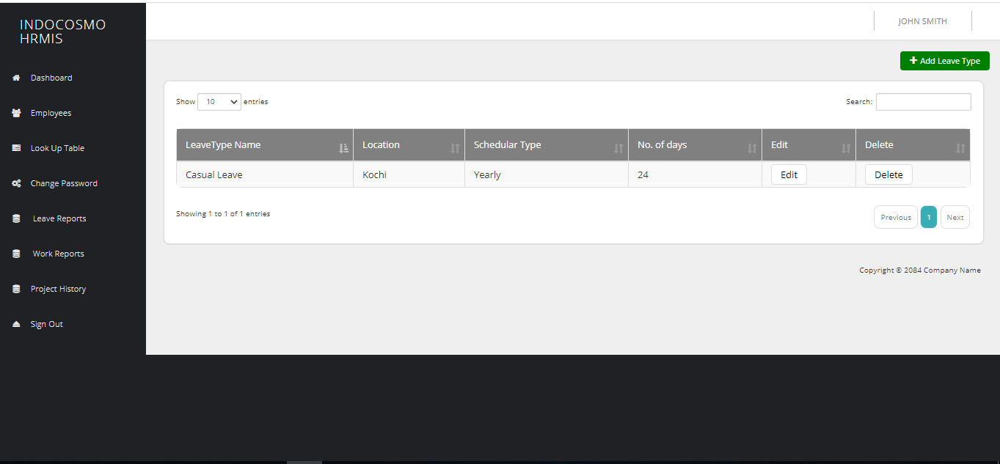 INDOCOSMO
HRMIS
JOHN SMITH
Add Leave Type
Dashboard
Employees
Look Up Table
Change Password
Leave Reports
Work Reports
Project History
Sign Out
Show 10 entries
Search:
LeaveType Name Location Schedular Type No. of days Edit Delete
Casual Leave Kochi Yearly 24 Edit Delete
Showing 1 to 1 of 1 entries
Previous 1 Next
Copyright © 2084 Company Name